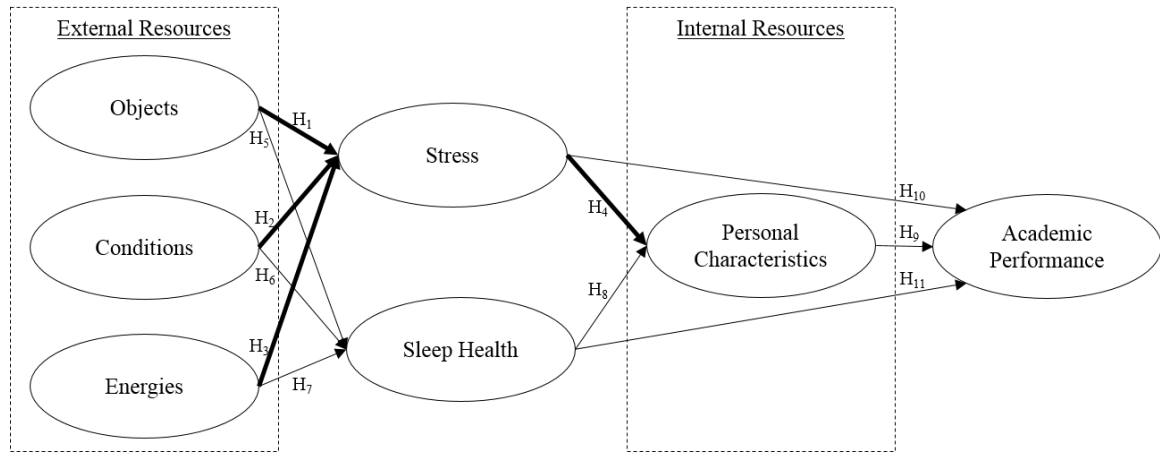 External Resources
Internal Resources
Objects
H1
H5
Stress
H10
H2
H4
Conditions
Personal
Characteristics
H9
Academic
Performance
H6
H8
H11
H3
Sleep Health
Energies
H7